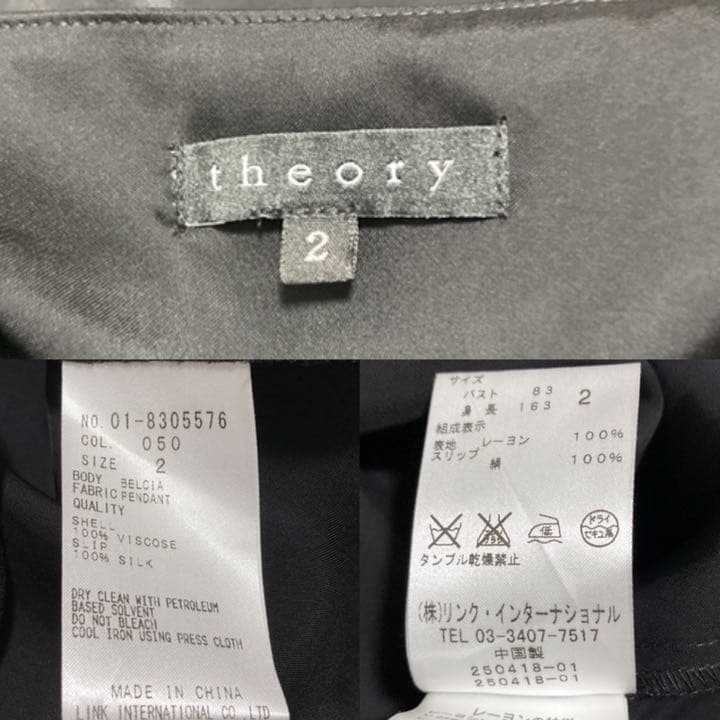 theory
2
NO. 01-8305576
COL. 050
SIZE 2
BODY BELCIA
FABRIC PENDANT
QUALITY
SHELL
100% VISCOSE
SLIP
100% SILK
DRY CLEAN WITH PETROLEUM
BASED SOLVENT
DO NOT BLEACH
COOL IRON USING PRESS CLOTH
MADE IN CHINA
LINK INTERNATIONAL CO LTD
サイズ
バスト 83 2
身長 163
組成表示
表地 レーヨン 100%
スリップ 絹 100%
低
ドライ
セキユ系
タンブル乾燥禁止
(株)リンク・インターナショナル
TEL 03-3407-7517
中国製
250418-01
250418-01